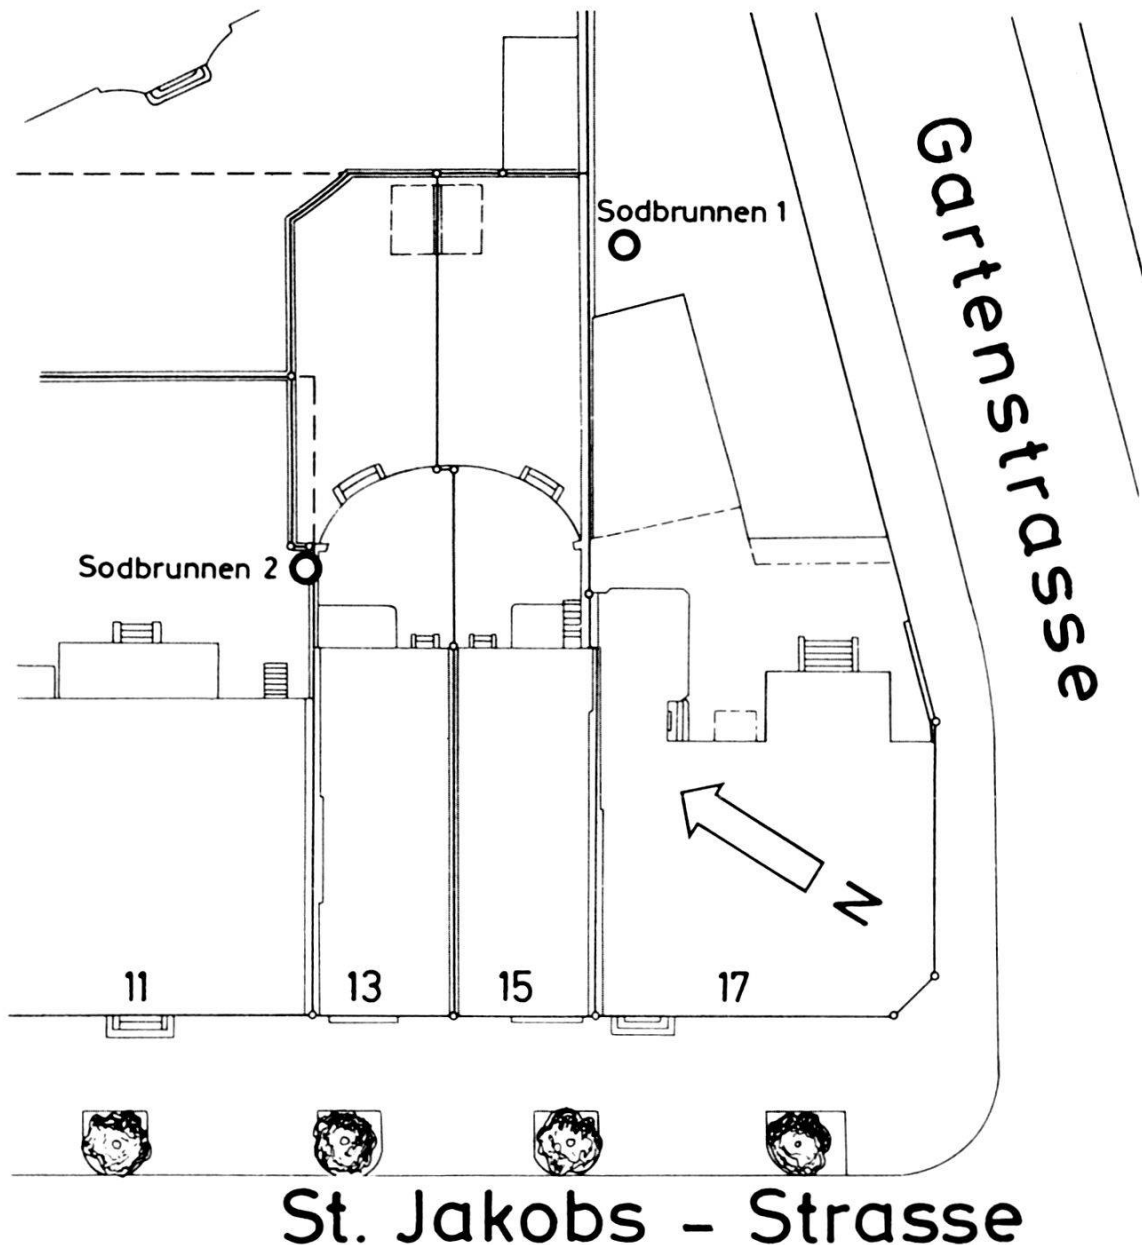 Gartenstrasse
Sodbrunnen 1
Sodbrunnen 2
N
11
13
15
17
St. Jakobs – Strasse